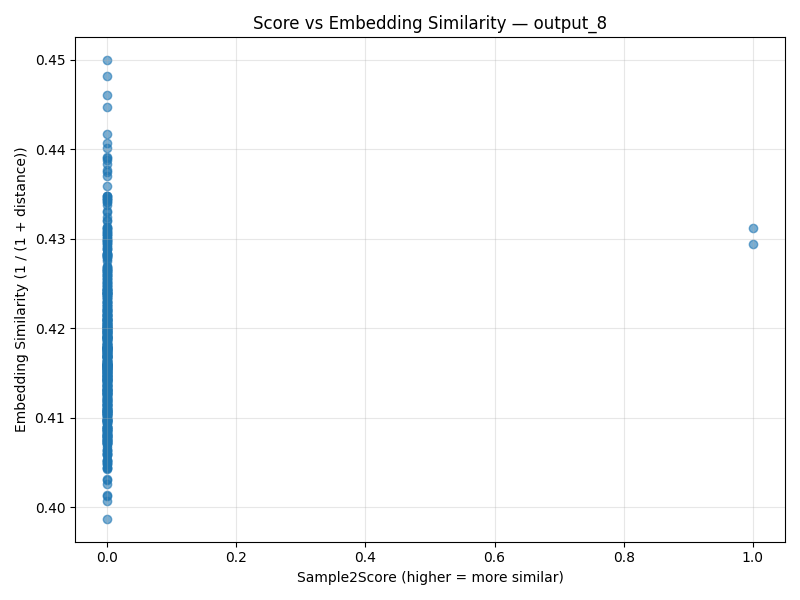 Score vs Embedding Similarity — output_8
Embedding Similarity (1 / (1 + distance))
0.45
0.44
0.43
0.42
0.41
0.40
0.0 0.2 0.4 0.6 0.8 1.0
Sample2Score (higher = more similar)